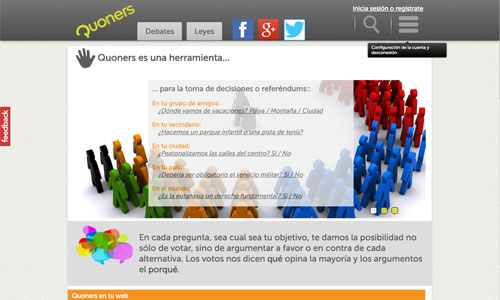 Quoners
Debates
Leyes
Inicia sesión o regístrate
Configuración de la cuenta y
desconexión
feedback
Quoners es una herramienta...
... para la toma de decisiones o referéndums::
En tu grupo de amigos:
¿Dónde vamos de vacaciones? Playa / Montaña / Ciudad
En tu vecindario:
¿Hacemos un parque infantil o una pista de tenis?
En tu ciudad:
¿Peatonalizamos las calles del centro? Sí / No
En tu país:
¿Debería ser obligatorio el servicio militar? Sí / No
En el mundo:
¿Es la eutanasia un derecho fundamental? Sí / No
En cada pregunta, sea cual sea tu objetivo, te damos la posibilidad no
sólo de votar, sino de argumentar a favor o en contra de cada
alternativa. Los votos nos dicen qué opina la mayoría y los argumentos
el porqué.
Quoners en tu web